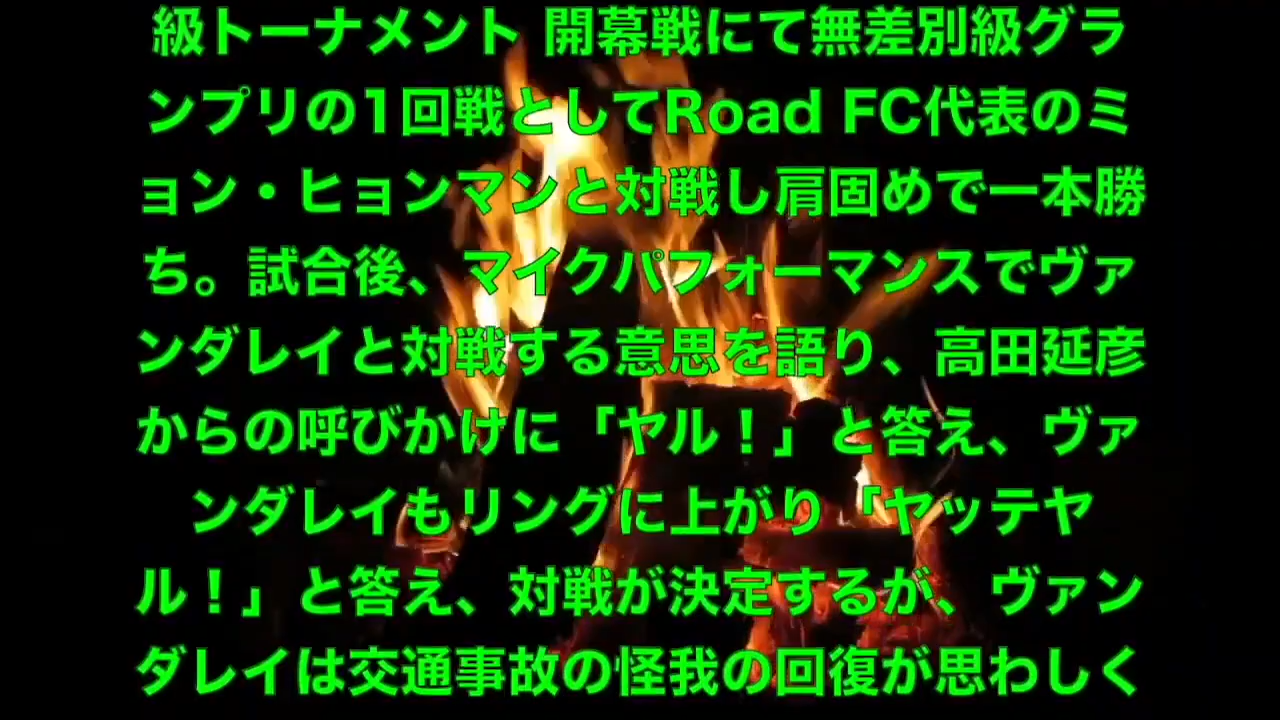 級トーナメント 開幕戦にて無差別級グラ
ンプリの1回戦としてRoad FC代表のミ
ョン・ヒョンマンと対戦し肩固めで一本勝
ち。試合後、マイクパフォーマンスでヴァ
ンダレイと対戦する意思を語り、高田延彦
からの呼びかけに「ヤル！」と答え、ヴァ
ンダレイもリングに上がり「ヤッテヤ
ル！」と答え、対戦が決定するが、ヴァン
ダレイは交通事故の怪我の回復が思わしく